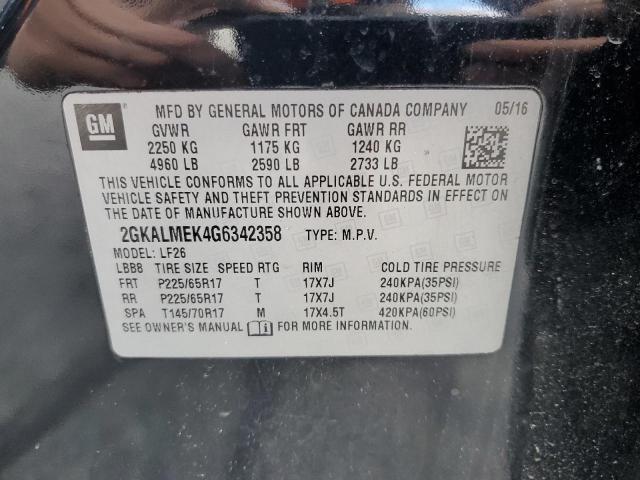 GM
MFD BY GENERAL MOTORS OF CANADA COMPANY 05/16
GVWR GAWR FRT GAWR RR
2250 KG 1175 KG 1240 KG
4960 LB 2590 LB 2733 LB
THIS VEHICLE CONFORMS TO ALL APPLICABLE U.S. FEDERAL MOTOR
VEHICLE SAFETY AND THEFT PREVENTION STANDARDS IN EFFECT ON
THE DATE OF MANUFACTURE SHOWN ABOVE.
2GKALMEK4G6342358 TYPE: M.P.V.
MODEL: LF26
LBB8 TIRE SIZE SPEED RTG RIM COLD TIRE PRESSURE
FRT P225/65R17 T 17X7J 240KPA(35PSI)
RR P225/65R17 T 17X7J 240KPA(35PSI)
SPA T145/70R17 M 17X4.5T 420KPA(60PSI)
SEE OWNER'S MANUAL FOR MORE INFORMATION.